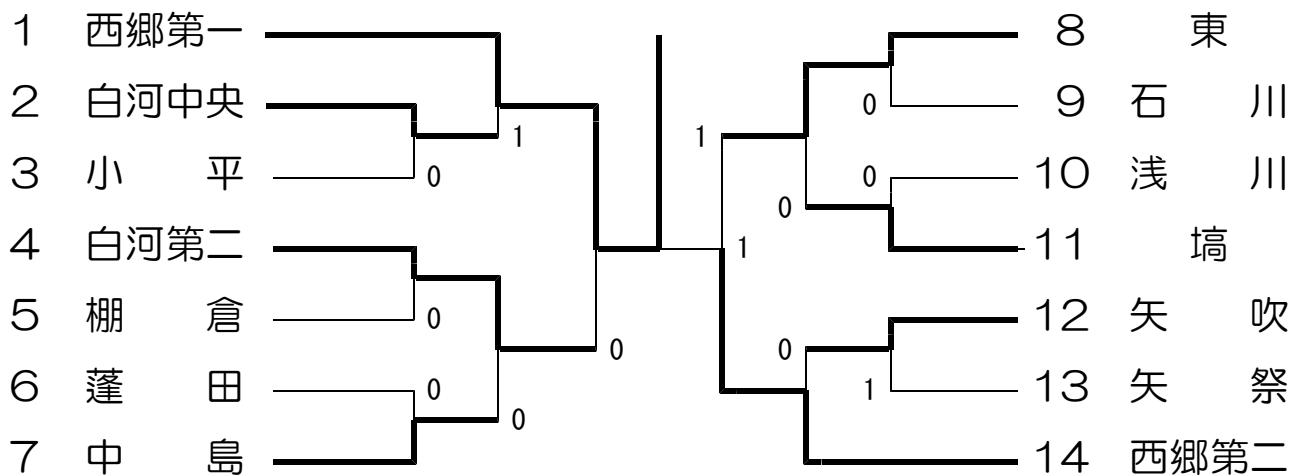 1 西郷第一
2 白河中央
3 小 平
4 白河第二
5 棚 倉
6 蓬 田
7 中 島
1
0
0
0
0
0
8 東
9 石 川
10 浅 川
11 塙
12 矢 吹
13 矢 祭
14 西郷第二
0
1
0
0
1
0
1